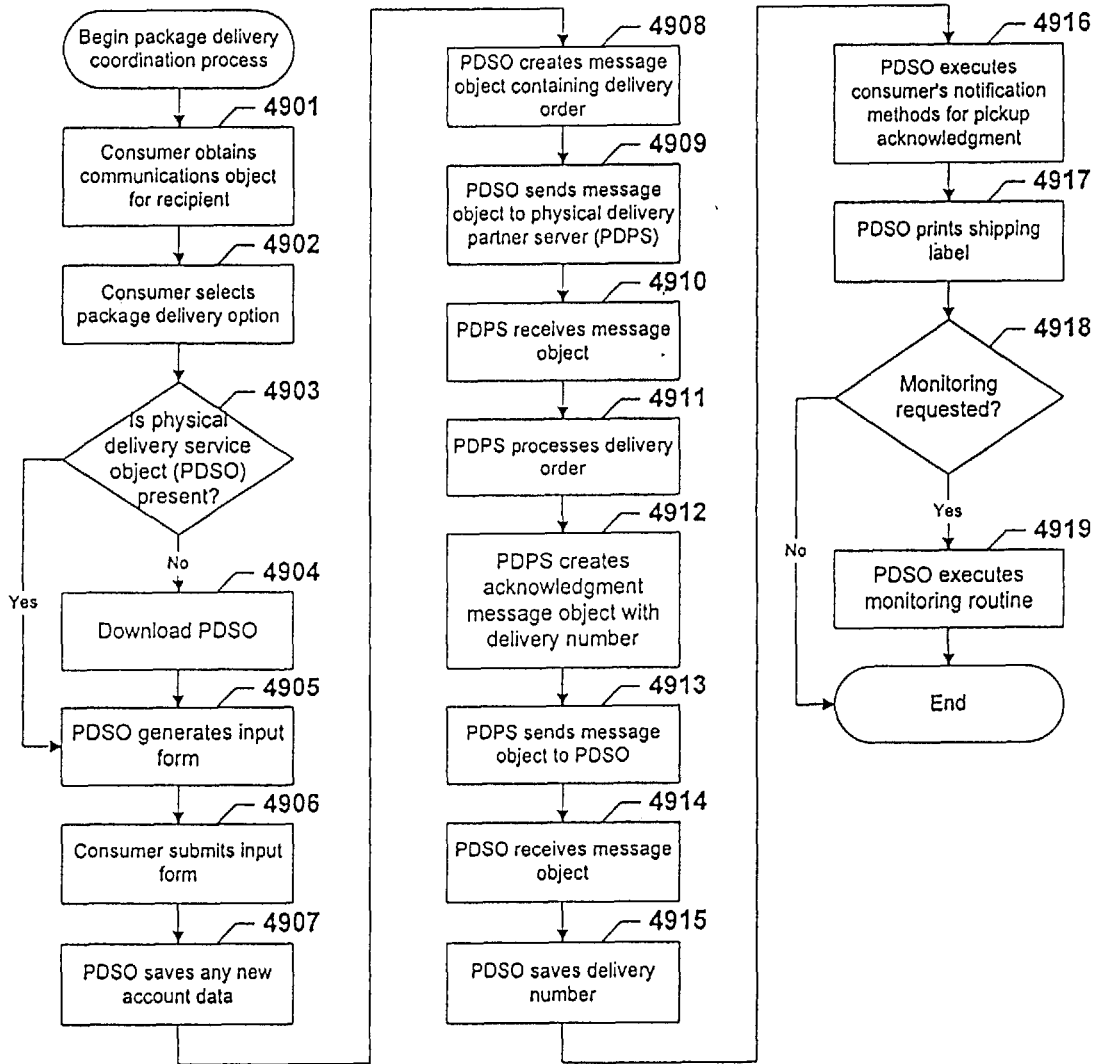 Begin package delivery
coordination process
4901
Consumer obtains
communications object
for recipient
4902
Consumer selects
package delivery option
4903
Is physical
delivery service
object (PDSO)
present?
Yes
No
4904
Download PDSO
4905
PDSO generates input
form
4906
Consumer submits input
form
4907
PDSO saves any new
account data
4908
PDSO creates message
object containing delivery
order
4909
PDSO sends message
object to physical delivery
partner server (PDPS)
4910
PDPS receives message
object
4911
PDPS processes delivery
order
4912
PDPS creates
acknowledgment
message object with
delivery number
4913
PDPS sends message
object to PDSO
4914
PDSO receives message
object
4915
PDSO saves delivery
number
4916
PDSO executes
consumer's notification
methods for pickup
acknowledgment
4917
PDSO prints shipping
label
4918
Monitoring
requested?
No
Yes
4919
PDSO executes
monitoring routine
End